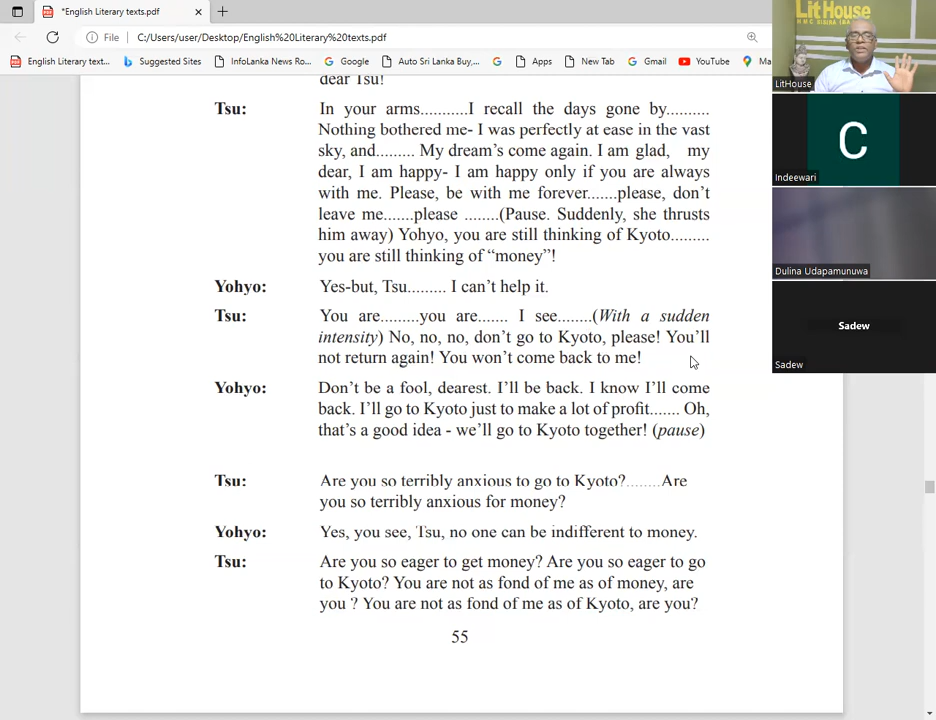 *English Literary texts.pdf
File
C:/Users/user/Desktop/English%20Literary%20texts.pdf
English Literary text...
Suggested Sites
InfoLanka News Ro...
Google
Auto Sri Lanka Buy,...
Apps
New Tab
Gmail
YouTube
Ma
dear Tsu!
Tsu: In your arms..........I recall the days gone by.........
Nothing bothered me- I was perfectly at ease in the vast
sky, and......... My dream's come again. I am glad, my
dear, I am happy- I am happy only if you are always
with me. Please, be with me forever.......please, don't
leave me.......please ........(Pause. Suddenly, she thrusts
him away) Yohyo, you are still thinking of Kyoto.........
you are still thinking of "money"!
Yohyo: Yes-but, Tsu......... I can't help it.
Tsu: You are.........you are....... I see........(With a sudden
intensity) No, no, no, don't go to Kyoto, please! You'll
not return again! You won't come back to me!
Yohyo: Don't be a fool, dearest. I'll be back. I know I'll come
back. I'll go to Kyoto just to make a lot of profit....... Oh,
that's a good idea - we'll go to Kyoto together! (pause)
Tsu: Are you so terribly anxious to go to Kyoto?........Are
you so terribly anxious for money?
Yohyo: Yes, you see, Tsu, no one can be indifferent to money.
Tsu: Are you so eager to get money? Are you so eager to go
to Kyoto? You are not as fond of me as of money, are
you ? You are not as fond of me as of Kyoto, are you?
55
LitHouse
LitHouse
C
Indeewari
Dulina Udapamunuwa
Sadew
Sadew